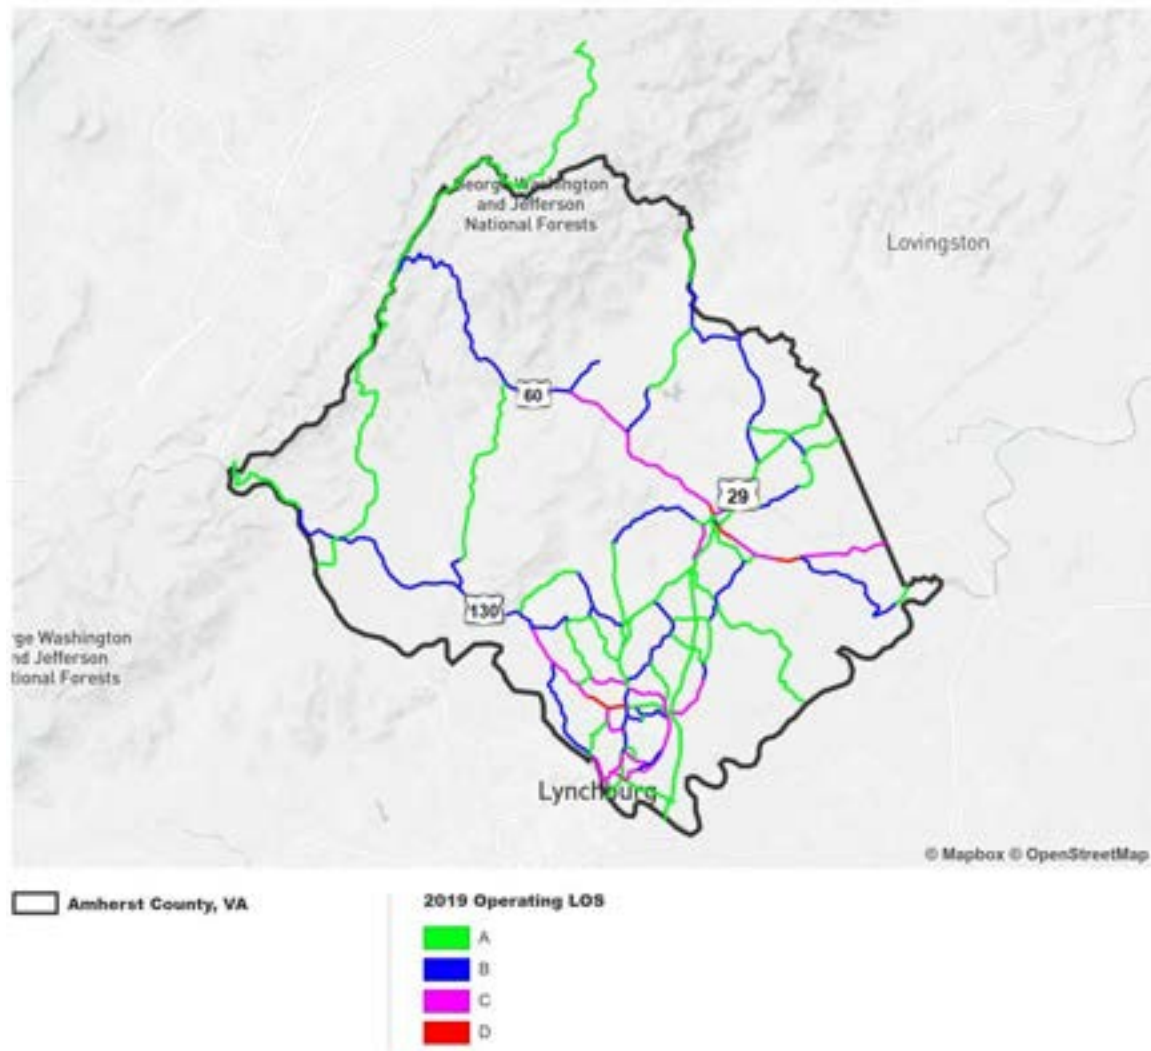 George Washington
and Jefferson
National Forests
Lovingston
60
29
130
rge Washington
nd Jefferson
tional Forests
Lynchburg
© Mapbox © OpenStreetMap
Amherst County, VA
2019 Operating LOS
A
B
C
D